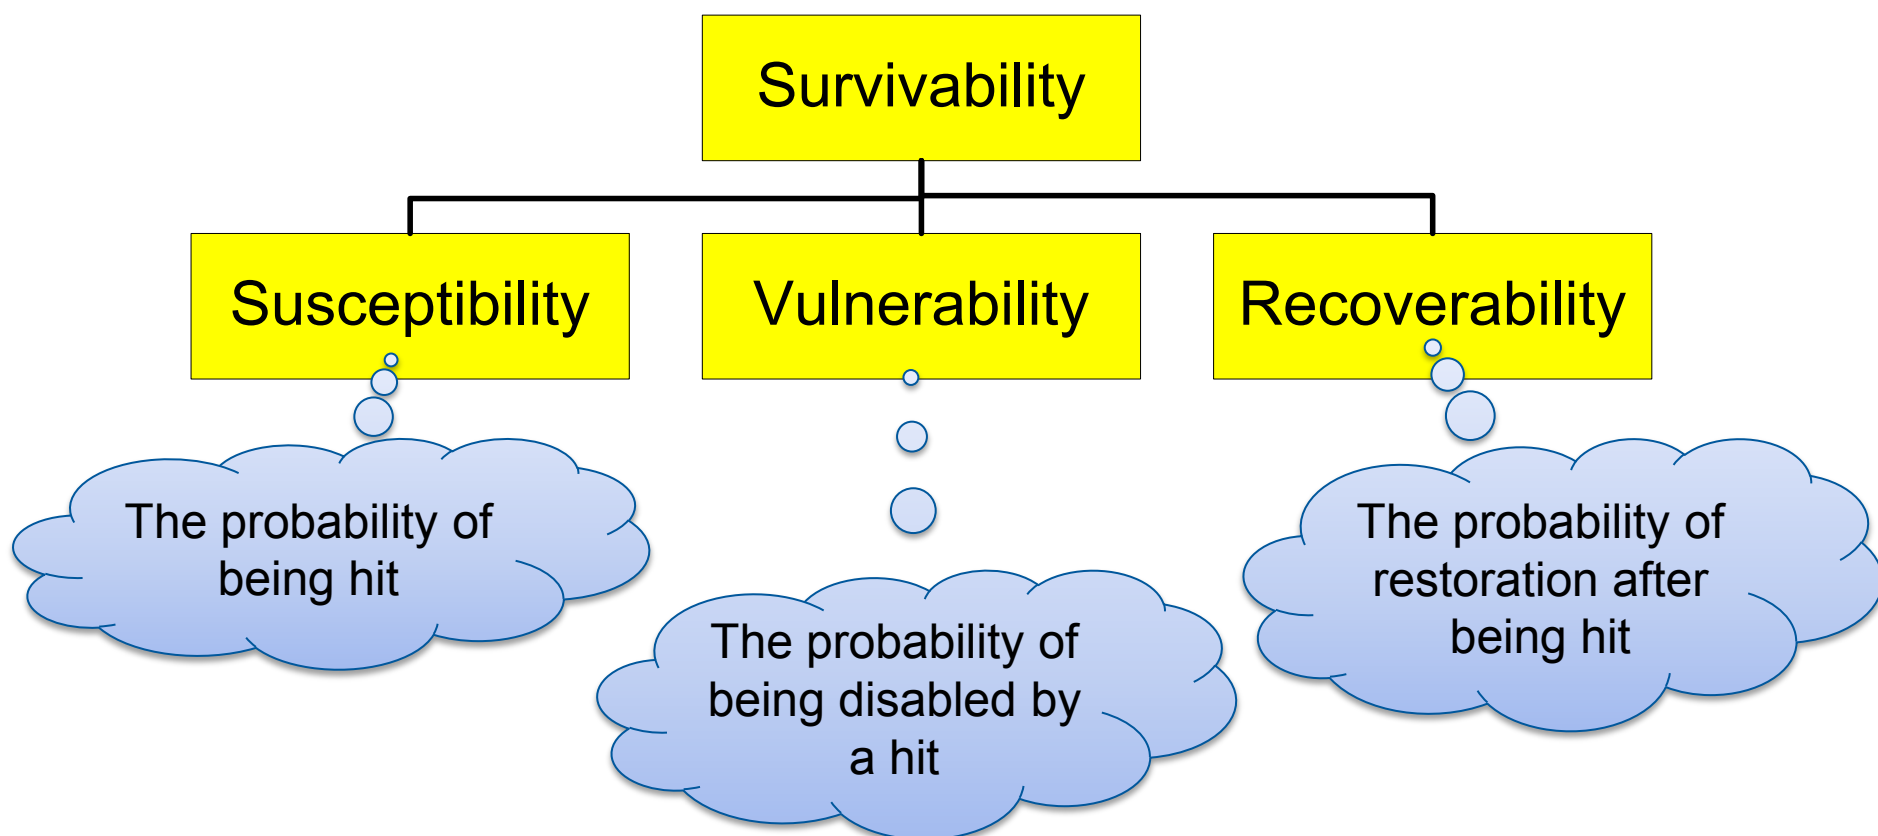 Survivability
Susceptibility
Vulnerability
Recoverability
The probability of
being hit
The probability of
being disabled by
a hit
The probability of
restoration after
being hit